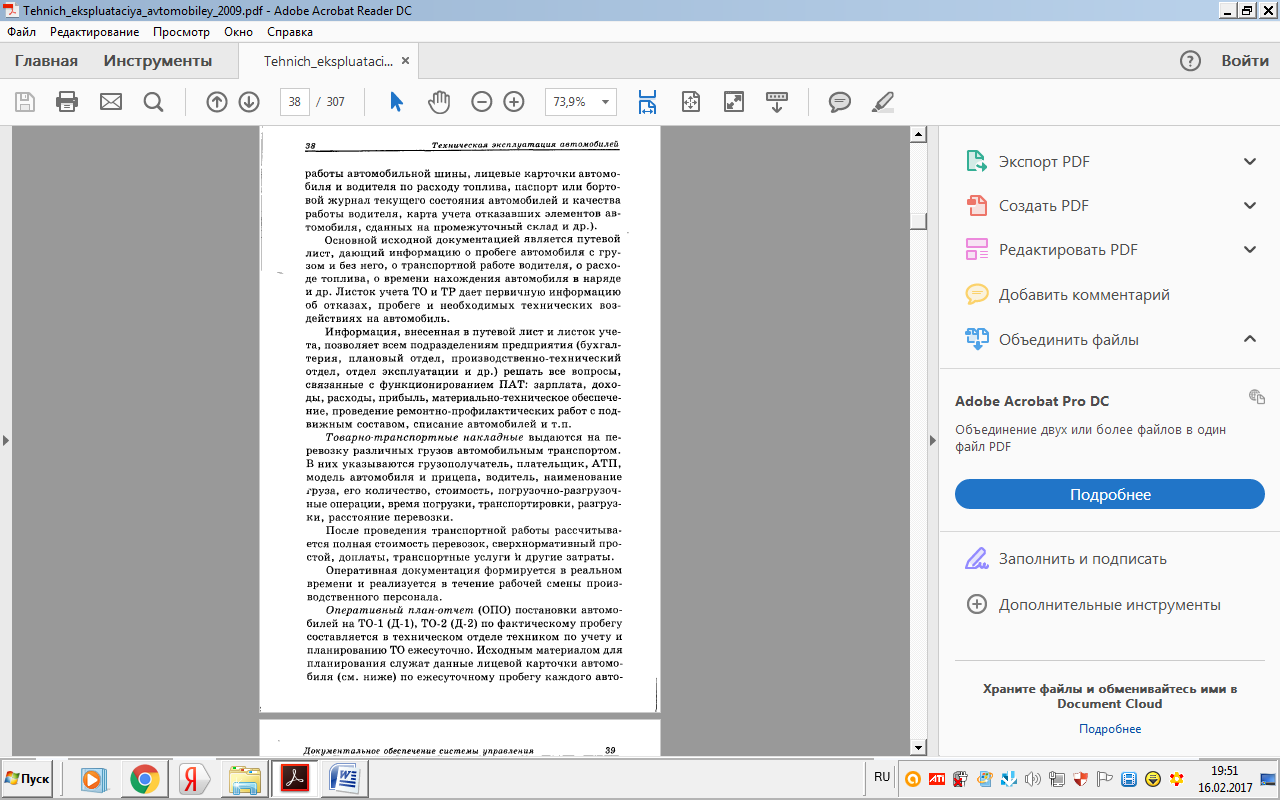 Tehnich_ekspluataciya_avtomobiley_2009.pdf - Adobe Acrobat Reader DC
Файл Редактирование Просмотр Окно Справка
Главная Инструменты Tehnich_ekspluataci... × Войти
38 / 307 73,9%
38 Техническая эксплуатация автомобилей
работы автомобильной шины, лицевые карточки автомо-
биля и водителя по расходу топлива, паспорт или борто-
вой журнал текущего состояния автомобилей и качества
работы водителя, карта учета отказавших элементов ав-
томобиля, сданных на промежуточный склад и др.).
Основной исходной документацией является путевой
лист, дающий информацию о пробеге автомобиля с гру-
зом и без него, о транспортной работе водителя, о расхо-
де топлива, о времени нахождения автомобиля в наряде
и др. Листок учета ТО и ТР дает первичную информацию
об отказах, пробеге и необходимых технических воз-
действиях на автомобиль.
Информация, внесенная в путевой лист и листок уче-
та, позволяет всем подразделениям предприятия (бухгал-
терия, плановый отдел, производственно-технический
отдел, отдел эксплуатации и др.) решать все вопросы,
связанные с функционированием ПАТ: зарплата, дохо-
ды, расходы, прибыль, материально-техническое обеспече-
ние, проведение ремонтно-профилактических работ с под-
вижным составом, списание автомобилей и т.п.
Товарно-транспортные накладные выдаются на пе-
ревозку различных грузов автомобильным транспортом.
В них указываются грузополучатель, плательщик, АТП,
модель автомобиля и прицепа, водитель, наименование
груза, его количество, стоимость, погрузочно-разгрузоч-
ные операции, время погрузки, транспортировки, разгруз-
ки, расстояние перевозки.
После проведения транспортной работы рассчитыва-
ется полная стоимость перевозок, сверхнормативный про-
стой, доплаты, транспортные услуги и другие затраты.
Оперативная документация формируется в реальном
времени и реализуется в течение рабочей смены произ-
водственного персонала.
Оперативный план-отчет (ОПО) постановки автомо-
билей на ТО-1 (Д-1), ТО-2 (Д-2) по фактическому пробегу
составляется в техническом отделе техником по учету и
планированию ТО ежесуточно. Исходным материалом для
планирования служат данные лицевой карточки автомо-
биля (см. ниже) по ежесуточному пробегу каждого авто-
Документальное обеспечение системы управления 39
Экспорт PDF
Создать PDF
Редактировать PDF
Добавить комментарий
Объединить файлы
Adobe Acrobat Pro DC
Объединение двух или более файлов в один
файл PDF
Подробнее
Заполнить и подписать
Дополнительные инструменты
Храните файлы и обменивайтесь ими в
Document Cloud
Подробнее
Пуск RU ATI 19:51
16.02.2017